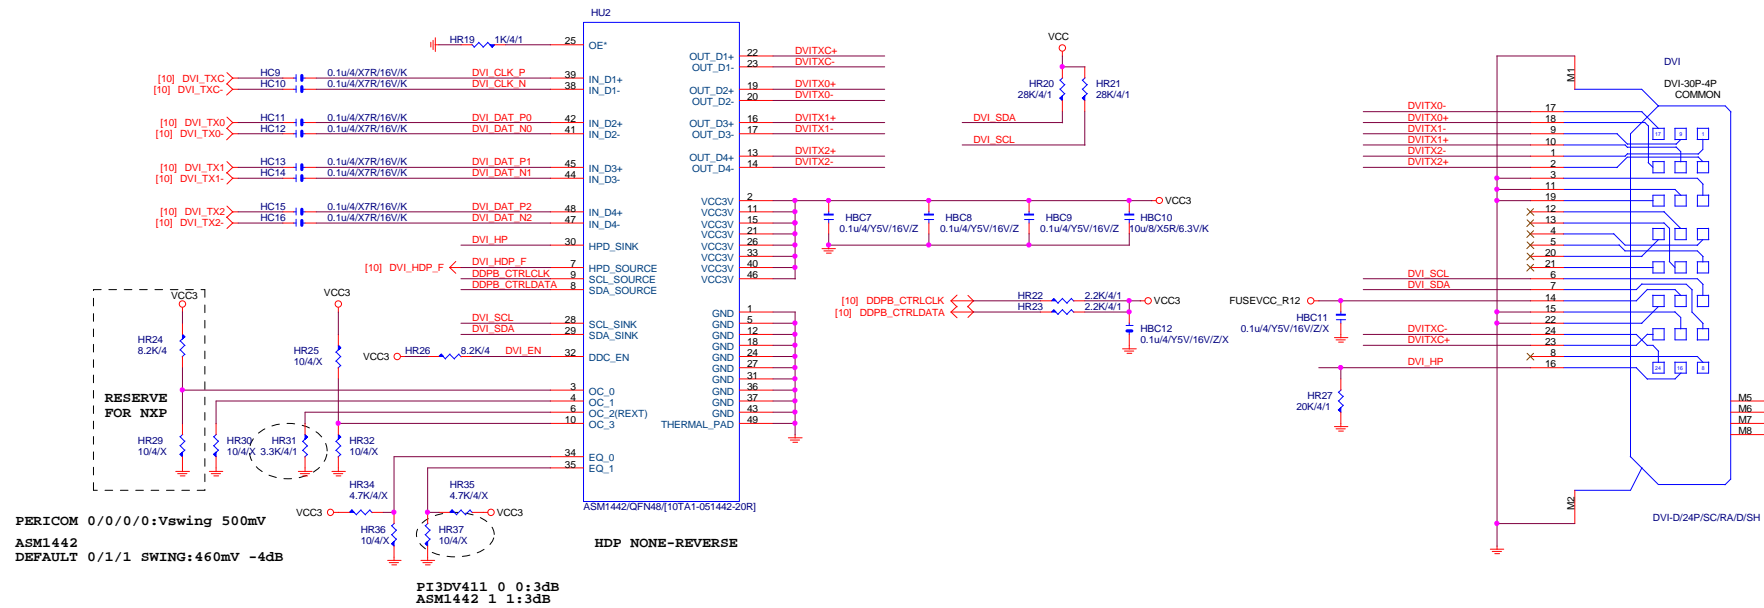 HU2
HR19 1K/4/1 25 OE*
[10] DVI_TXC HC9 0.1u/4/X7R/16V/K DVI_CLK_P 39 IN_D1+
[10] DVI_TXC- HC10 0.1u/4/X7R/16V/K DVI_CLK_N 38 IN_D1-
[10] DVI_TX0 HC11 0.1u/4/X7R/16V/K DVI_DAT_P0 42 IN_D2+
[10] DVI_TX0- HC12 0.1u/4/X7R/16V/K DVI_DAT_N0 41 IN_D2-
[10] DVI_TX1 HC13 0.1u/4/X7R/16V/K DVI_DAT_P1 45 IN_D3+
[10] DVI_TX1- HC14 0.1u/4/X7R/16V/K DVI_DAT_N1 44 IN_D3-
[10] DVI_TX2 HC15 0.1u/4/X7R/16V/K DVI_DAT_P2 48 IN_D4+
[10] DVI_TX2- HC16 0.1u/4/X7R/16V/K DVI_DAT_N2 47 IN_D4-
DVI_HP 30 HPD_SINK
[10] DVI_HDP_F DVI_HDP_F 7 HPD_SOURCE
DDPB_CTRLCLK 9 SCL_SOURCE
DDPB_CTRLDATA 8 SDA_SOURCE
DVI_SCL 28 SCL_SINK
DVI_SDA 29 SDA_SINK
VCC3 HR26 8.2K/4 DVI_EN 32 DDC_EN
3 OC_0
4 OC_1
6 OC_2(REXT)
10 OC_3
34 EQ_0
35 EQ_1
VCC3
HR24
8.2K/4
RESERVE
FOR NXP
HR29
10/4/X
VCC3
HR25
10/4/X
HR30
10/4/X
HR31
3.3K/4/1
HR32
10/4/X
HR34
4.7K/4/X
VCC3
HR35
4.7K/4/X
VCC3
HR36
10/4/X
HR37
10/4/X
PERICOM 0/0/0/0:Vswing 500mV
ASM1442
DEFAULT 0/1/1 SWING:460mV -4dB
PI3DV411 0 0:3dB
ASM1442 1 1:3dB
ASM1442/QFN48/[10TA1-051442-20R]
HDP NONE-REVERSE
OUT_D1+ 22 DVITXC+
OUT_D1- 23 DVITXC-
OUT_D2+ 19 DVITX0+
OUT_D2- 20 DVITX0-
OUT_D3+ 16 DVITX1+
OUT_D3- 17 DVITX1-
OUT_D4+ 13 DVITX2+
OUT_D4- 14 DVITX2-
VCC3V 2
VCC3V 11
VCC3V 15
VCC3V 21
VCC3V 26
VCC3V 33
VCC3V 40
VCC3V 46
GND 1
GND 5
GND 12
GND 18
GND 24
GND 27
GND 31
GND 36
GND 37
GND 43
THERMAL_PAD 49
VCC
HR20
28K/4/1
HR21
28K/4/1
DVI_SDA
DVI_SCL
VCC3
HBC7
0.1u/4/Y5V/16V/Z
HBC8
0.1u/4/Y5V/16V/Z
HBC9
0.1u/4/Y5V/16V/Z
HBC10
10u/8/X5R/6.3V/K
[10] DDPB_CTRLCLK HR22 2.2K/4/1 VCC3
[10] DDPB_CTRLDATA HR23 2.2K/4/1
HBC12
0.1u/4/Y5V/16V/Z/X
FUSEVCC_R12
HBC11
0.1u/4/Y5V/16V/Z/X
HR27
20K/4/1
DVI
DVI-30P-4P
COMMON
M1
DVITX0- 17
DVITX0+ 18
DVITX1- 9
DVITX1+ 10
DVITX2- 1
DVITX2+ 2
3
11
19
12
13
4
5
20
21
DVI_SCL 6
DVI_SDA 7
14
15
22
DVITXC- 24
DVITXC+ 23
8
DVI_HP 16
17 9 1
24 16 8
M5
M6
M7
M8
M2
DVI-D/24P/SC/RA/D/SH